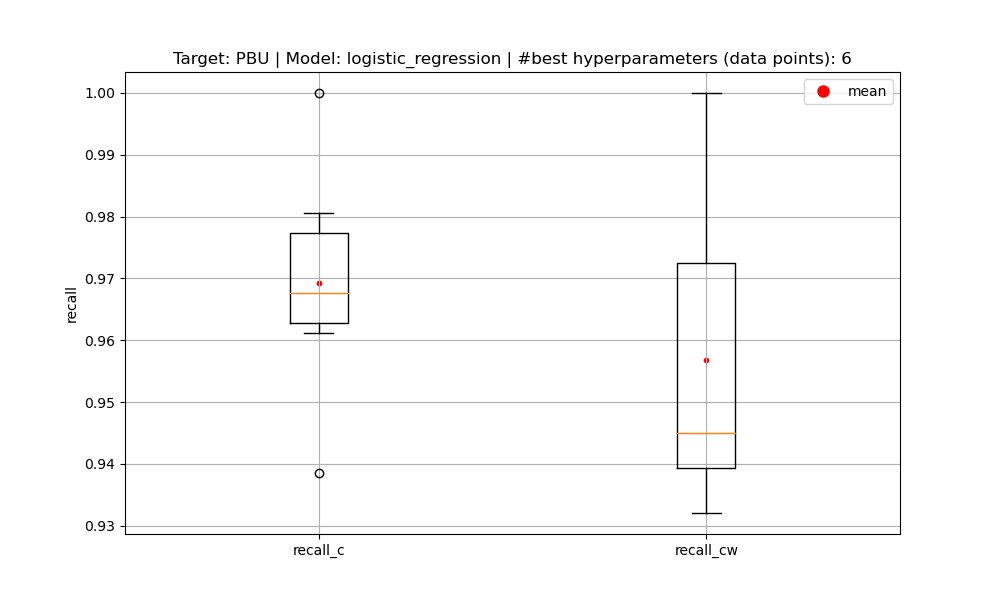 Target: PBU | Model: logistic_regression | #best hyperparameters (data points): 6
mean
1.00
0.99
0.98
0.97
0.96
0.95
0.94
0.93
recall
recall_c
recall_cw